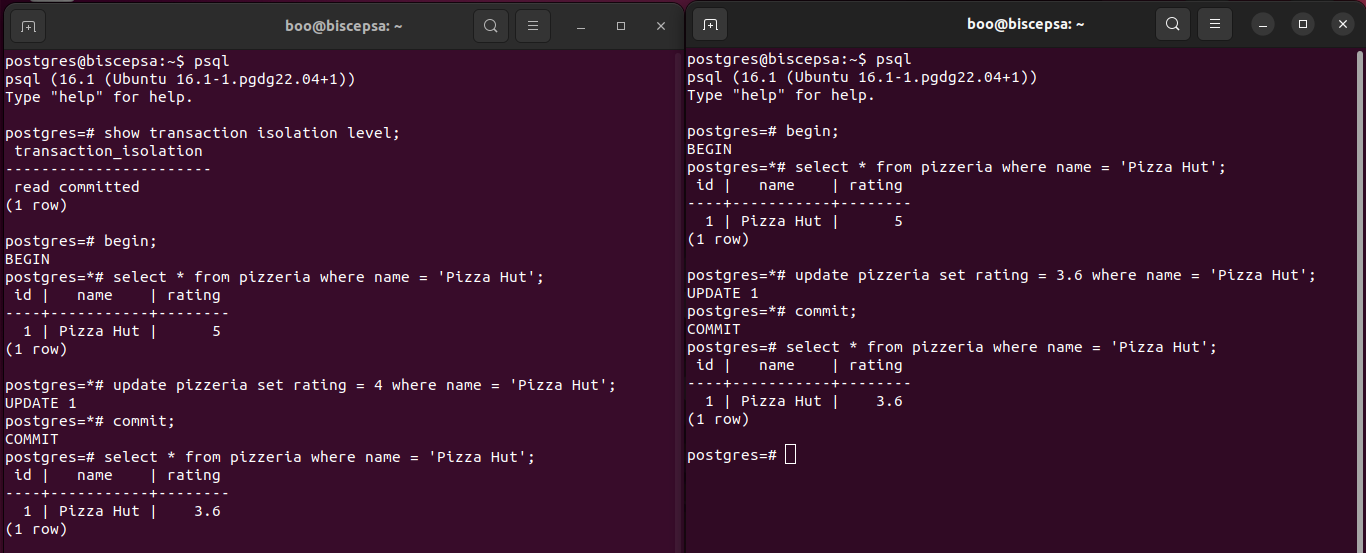 boo@biscepsa: ~
postgres@biscepsa:~$ psql
psql (16.1 (Ubuntu 16.1-1.pgdg22.04+1))
Type "help" for help.

postgres=# show transaction isolation level;
 transaction_isolation
-----------------------
 read committed
(1 row)

postgres=# begin;
BEGIN
postgres=*# select * from pizzeria where name = 'Pizza Hut';
 id |   name    | rating
----+-----------+--------
  1 | Pizza Hut |      5
(1 row)

postgres=*# update pizzeria set rating = 4 where name = 'Pizza Hut';
UPDATE 1
postgres=*# commit;
COMMIT
postgres=# select * from pizzeria where name = 'Pizza Hut';
 id |   name    | rating
----+-----------+--------
  1 | Pizza Hut |    3.6
(1 row)

boo@biscepsa: ~
postgres@biscepsa:~$ psql
psql (16.1 (Ubuntu 16.1-1.pgdg22.04+1))
Type "help" for help.

postgres=# begin;
BEGIN
postgres=*# select * from pizzeria where name = 'Pizza Hut';
 id |   name    | rating
----+-----------+--------
  1 | Pizza Hut |      5
(1 row)

postgres=*# update pizzeria set rating = 3.6 where name = 'Pizza Hut';
UPDATE 1
postgres=*# commit;
COMMIT
postgres=# select * from pizzeria where name = 'Pizza Hut';
 id |   name    | rating
----+-----------+--------
  1 | Pizza Hut |    3.6
(1 row)

postgres=#